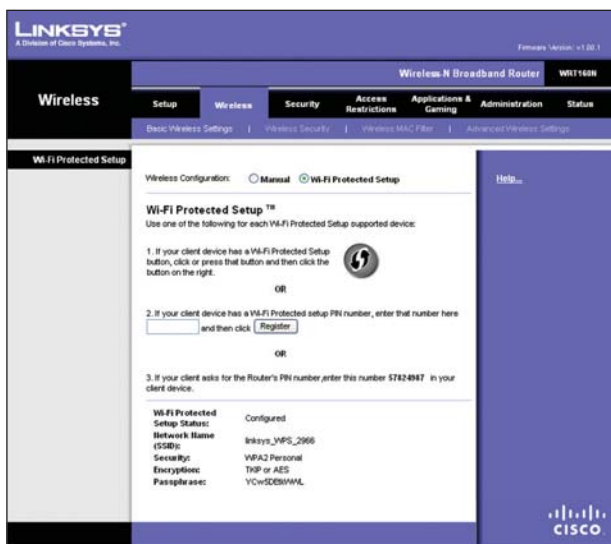 LINKSYS®
A Division of Cisco Systems, Inc.
Firmware Version: v1.00.1
Wireless-N Broadband Router WRT160N
Wireless
Setup Wireless Security Access Restrictions Applications & Gaming Administration Status
Basic Wireless Settings | Wireless Security | Wireless MAC Filter | Advanced Wireless Settings
Wi-Fi Protected Setup
Wireless Configuration: Manual Wi-Fi Protected Setup
Help...
Wi-Fi Protected Setup ™
Use one of the following for each Wi-Fi Protected Setup supported device:
1. If your client device has a Wi-Fi Protected Setup
button, click or press that button and then click the
button on the right.
OR
2. If your client device has a Wi-Fi Protected setup PIN number, enter that number here
and then click Register
OR
3. If your client asks for the Router's PIN number,enter this number 57824987 in your
client device.
Wi-Fi Protected
Setup Status: Configured
Network Name
(SSID): linksys_WPS_2966
Security: WPA2 Personal
Encryption: TKIP or AES
Passphrase:
CISCO